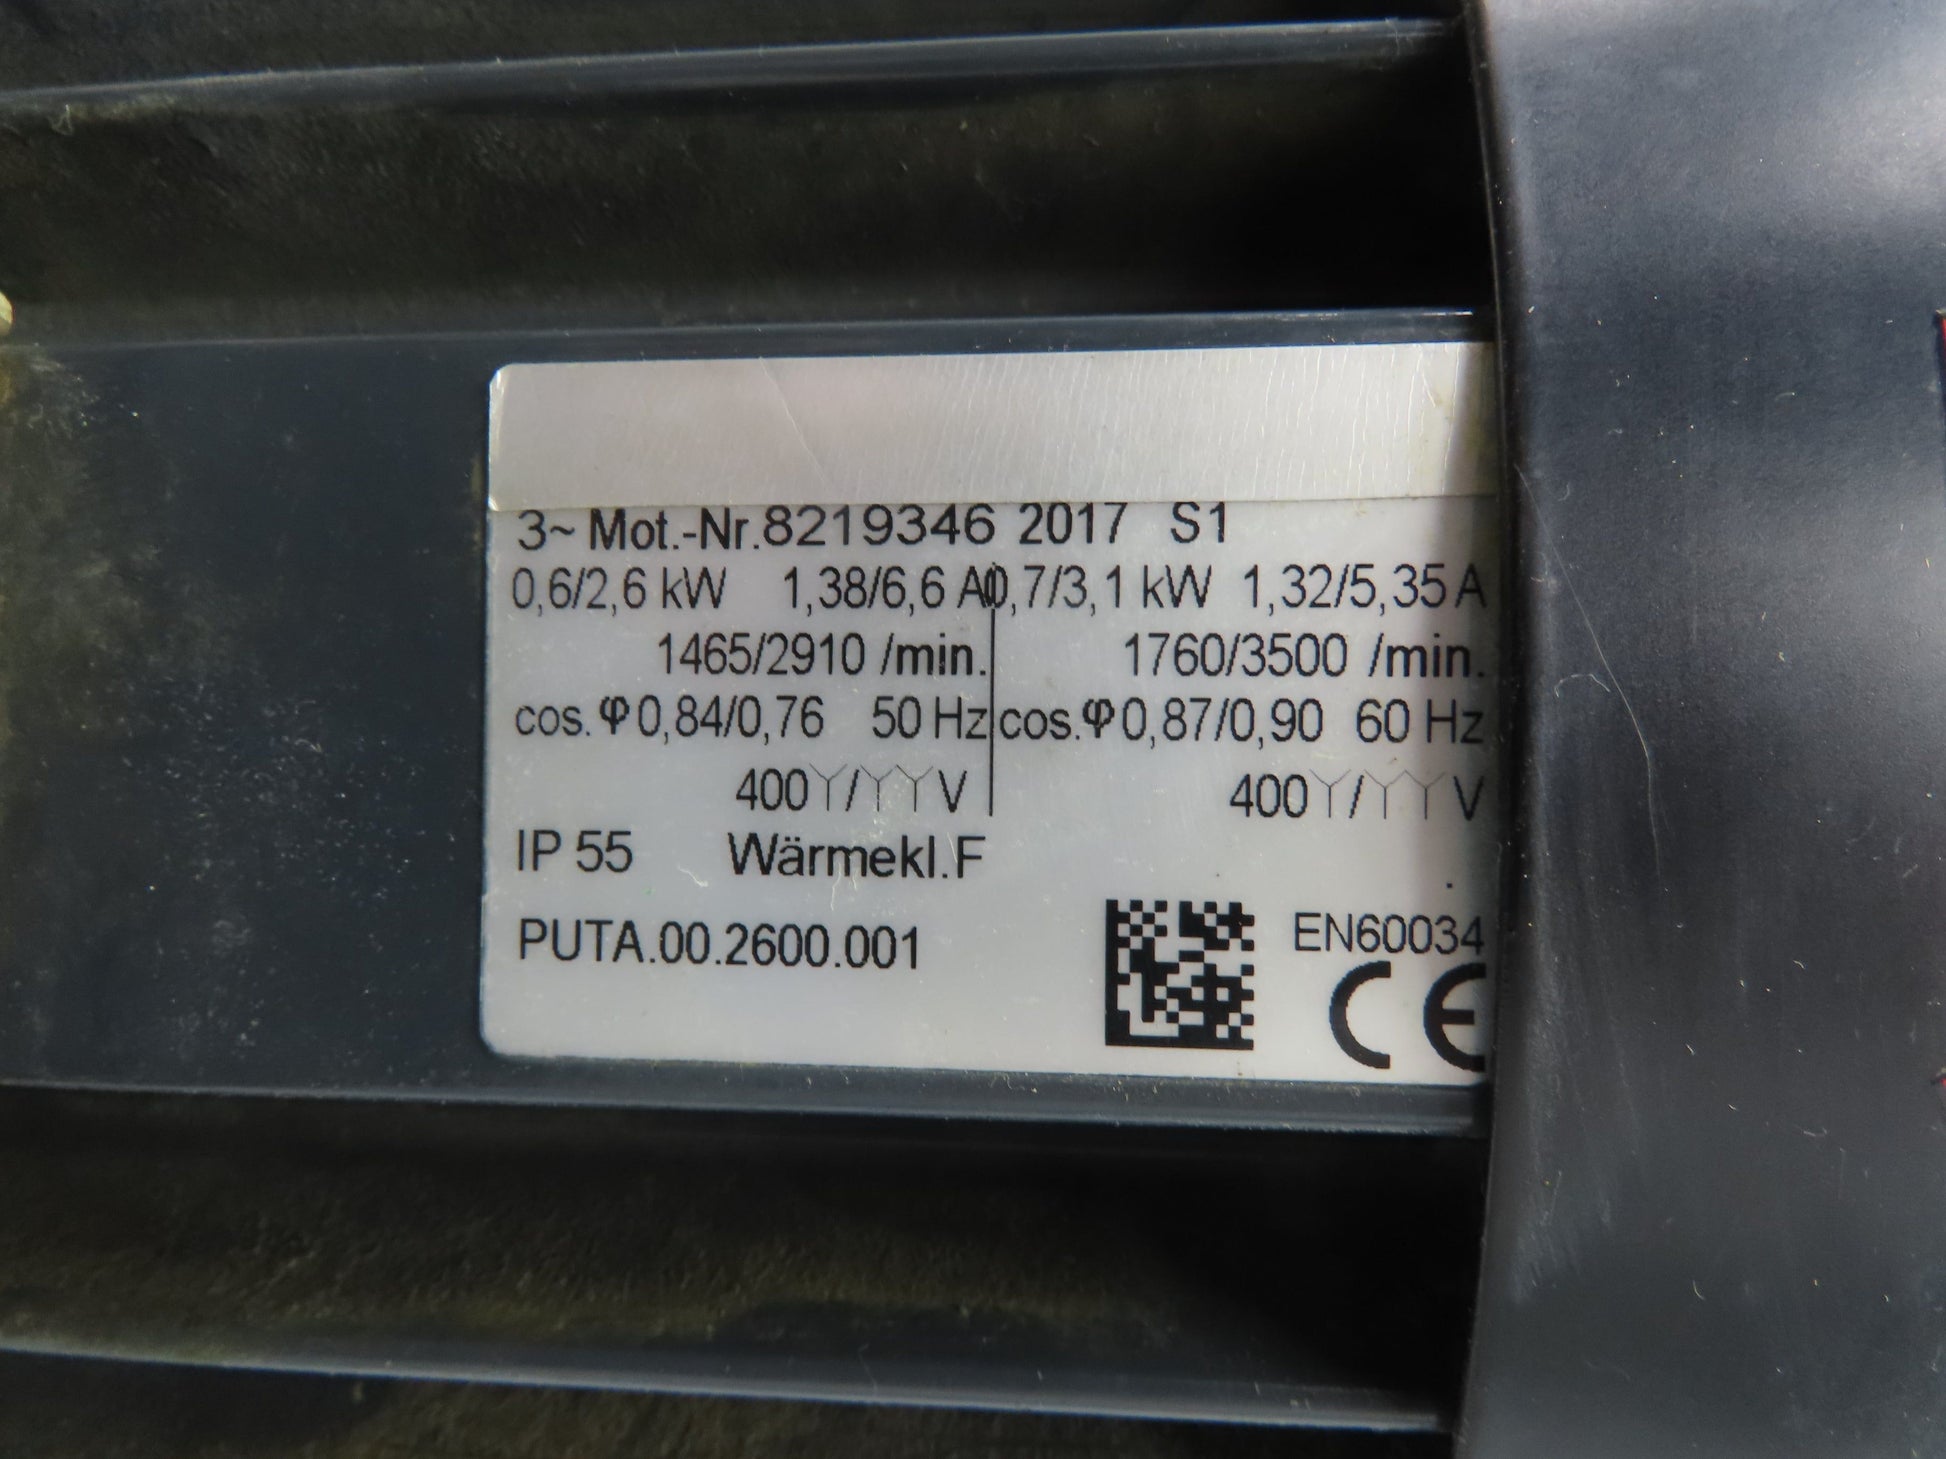 3~ Mot.-Nr.8219346 2017 S1
0,6/2,6 kW 1,38/6,6 A 0,7/3,1 kW 1,32/5,35 A
1465/2910 /min. 1760/3500 /min.
cos.φ 0,84/0,76 50 Hz cos.φ 0,87/0,90 60 Hz
400Y/YYV 400Y/YYV
IP 55 Wärmekl.F
PUTA.00.2600.001 EN60034
CE